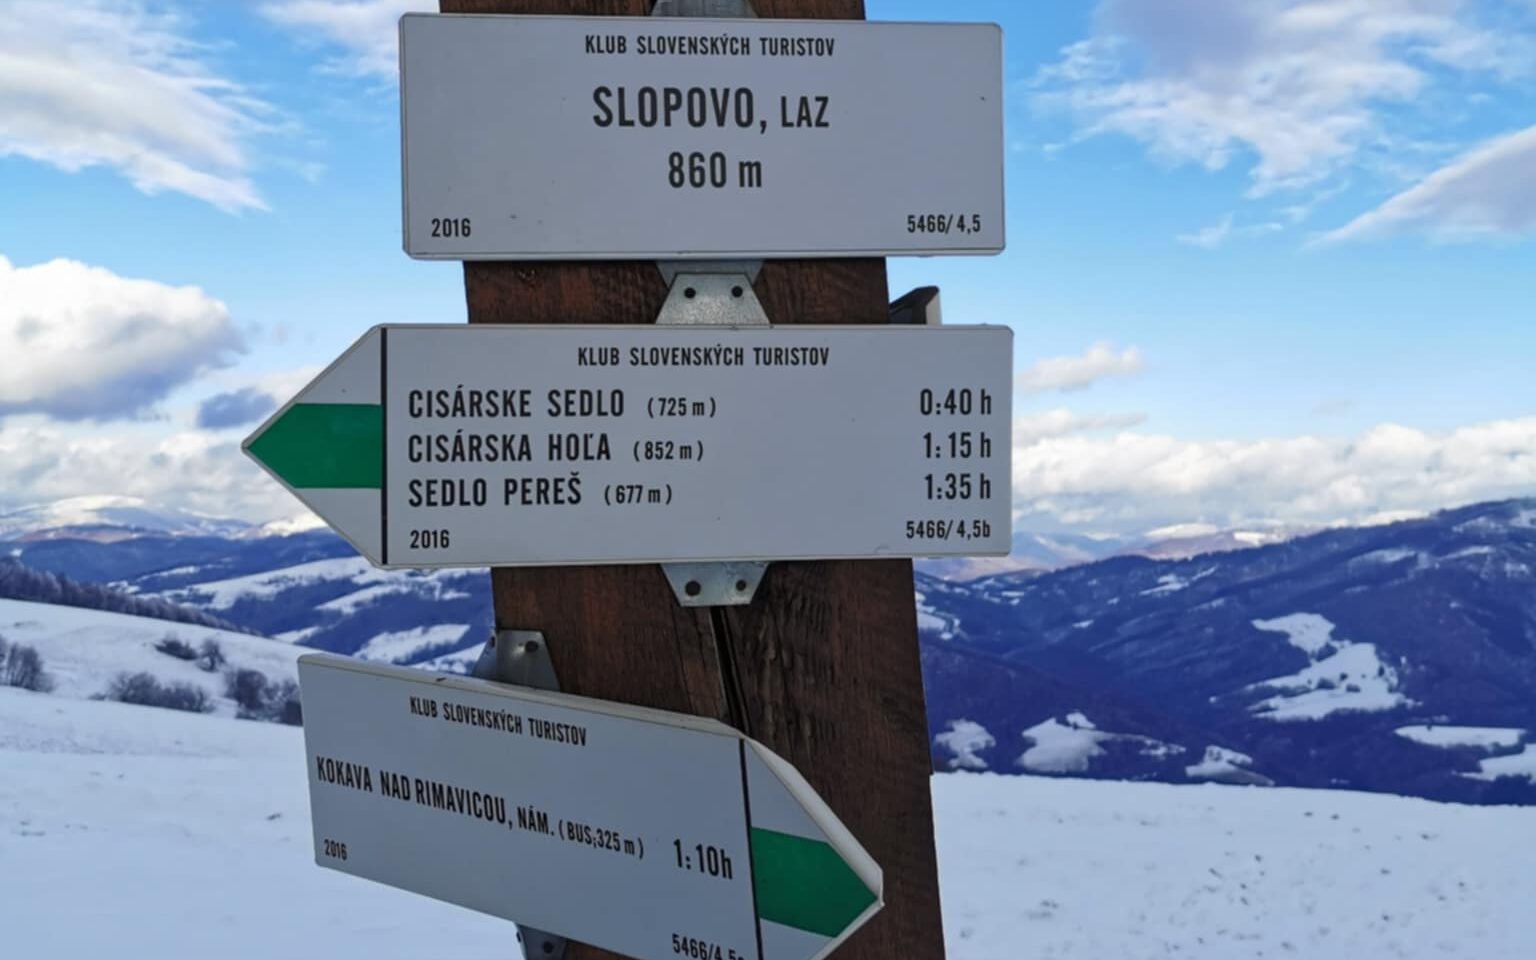 KLUB SLOVENSKÝCH TURISTOV
SLOPOVO, LAZ
860 m
2016 5466/4,5
KLUB SLOVENSKÝCH TURISTOV
CISÁRSKE SEDLO (725 m) 0:40 h
CISÁRSKA HOĽA (852 m) 1:15 h
SEDLO PEREŠ (677 m) 1:35 h
2016 5466/4,5b
KLUB SLOVENSKÝCH TURISTOV
KOKAVA NAD RIMAVICOU, NÁM. (BUS;325 m) 1:10h
2016